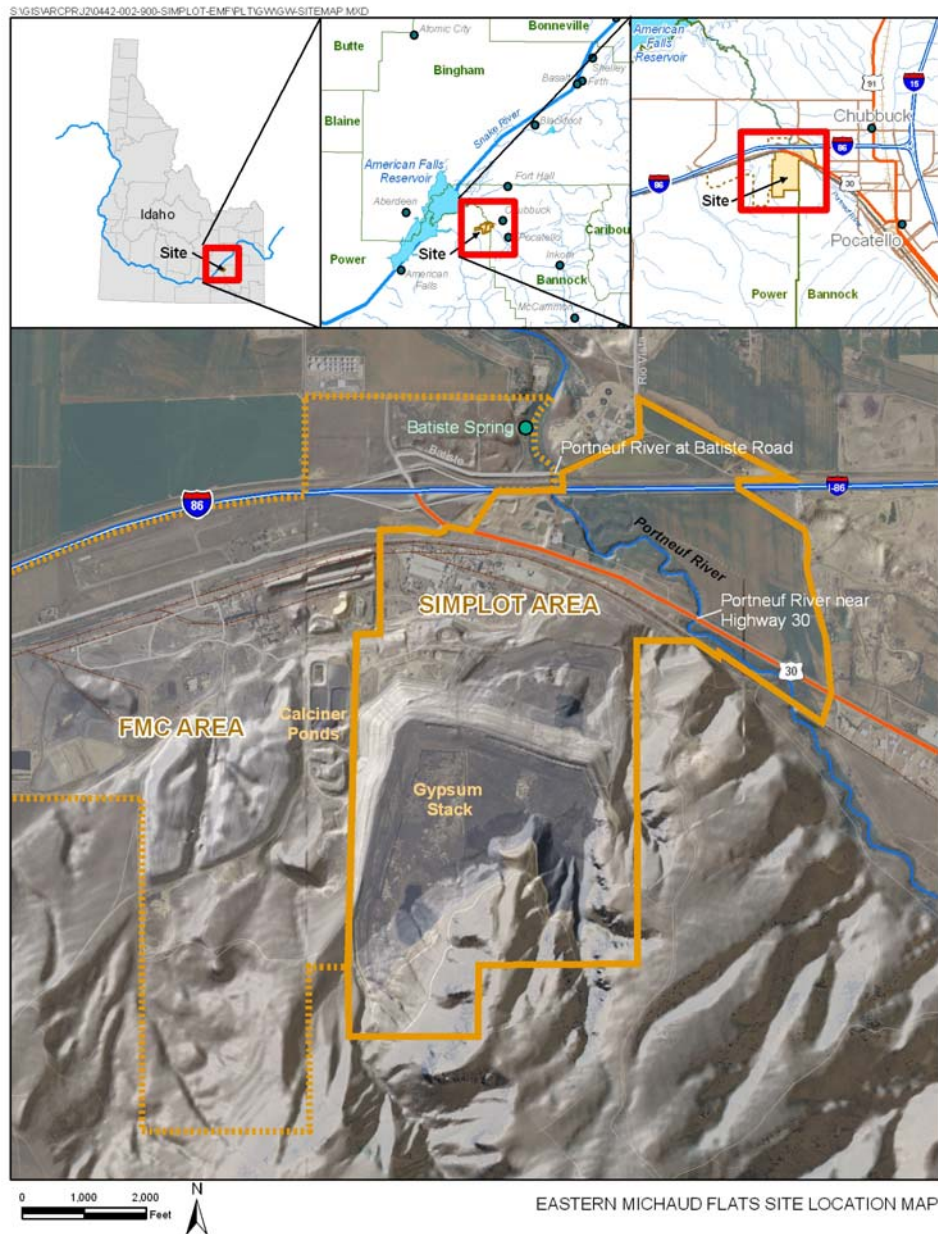 S:\GIS\ARCPRJ2\0442-002-900-SIMPLOT-EMF\PLT\GW\GW-SITEMAP.MXD
Idaho
Site
Butte
Atomic City
Bonneville
Bingham
Shelley
Basalt
Firth
Blaine
Snake River
Blackfoot
American Falls
Reservoir
Fort Hall
Aberdeen
Chubbuck
Site
Pocatello
Caribou
Power
Inkom
American
Falls
Bannock
McCammon
American
Falls
Reservoir
91
15
Chubbuck
86
86
30
Site
Pocatello
Power
Bannock
Rio Vista
Batiste Spring
Batiste
Portneuf River at Batiste Road
86
I-86
Portneuf River
SIMPLOT AREA
Portneuf River near
Highway 30
30
FMC AREA
Calciner
Ponds
Gypsum
Stack
N
0 1,000 2,000
Feet
EASTERN MICHAUD FLATS SITE LOCATION MAP